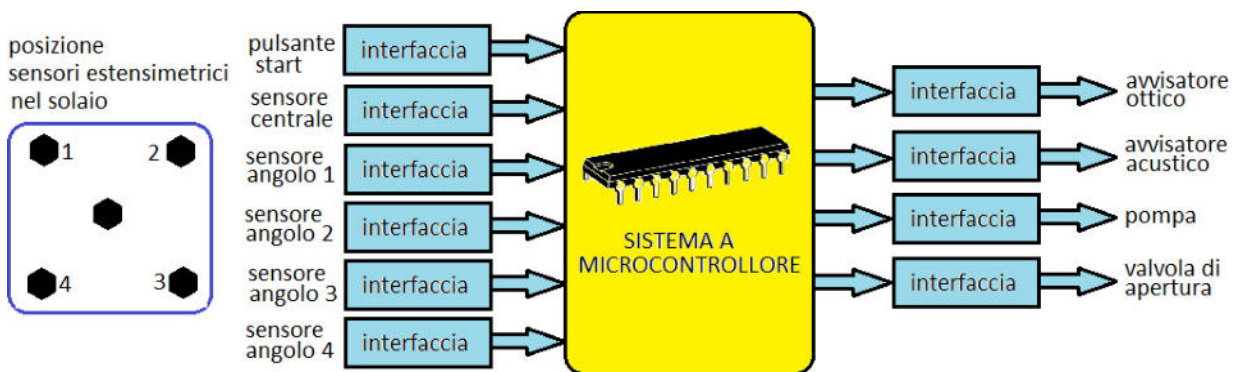 posizione
sensori estensimetrici
nel solaio
1
2
3
4
pulsante
start
interfaccia
sensore
centrale
interfaccia
sensore
angolo 1
interfaccia
sensore
angolo 2
interfaccia
sensore
angolo 3
interfaccia
sensore
angolo 4
interfaccia
SISTEMA A
MICROCONTROLLORE
interfaccia
avvisatore
ottico
interfaccia
avvisatore
acustico
interfaccia
pompa
interfaccia
valvola di
apertura